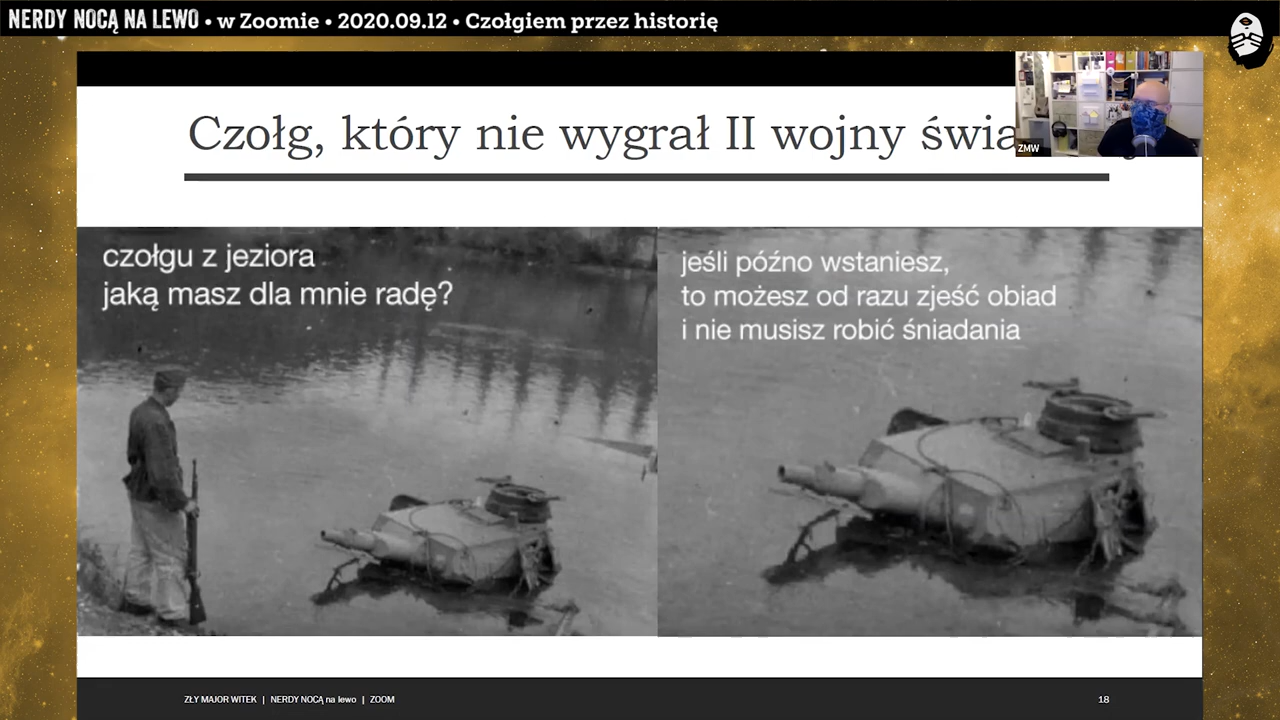 NERDY NOCĄ NA LEWO • w Zoomie • 2020.09.12 • Czołgiem przez historię
Czołg, który nie wygrał II wojny świa
ZMW
czołgu z jeziora
jaką masz dla mnie radę?
jeśli późno wstaniesz,
to możesz od razu zjeść obiad
i nie musisz robić śniadania
ZŁY MAJOR WITEK | NERDY NOCĄ na lewo | ZOOM
18